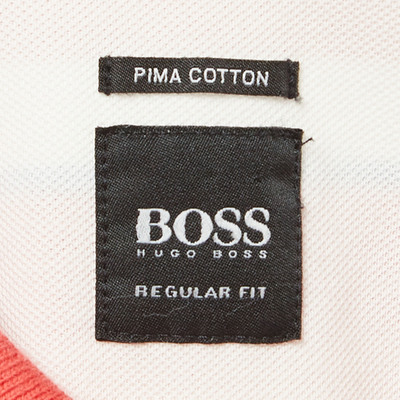 PIMA COTTON
BOSS
HUGO BOSS
REGULAR FIT